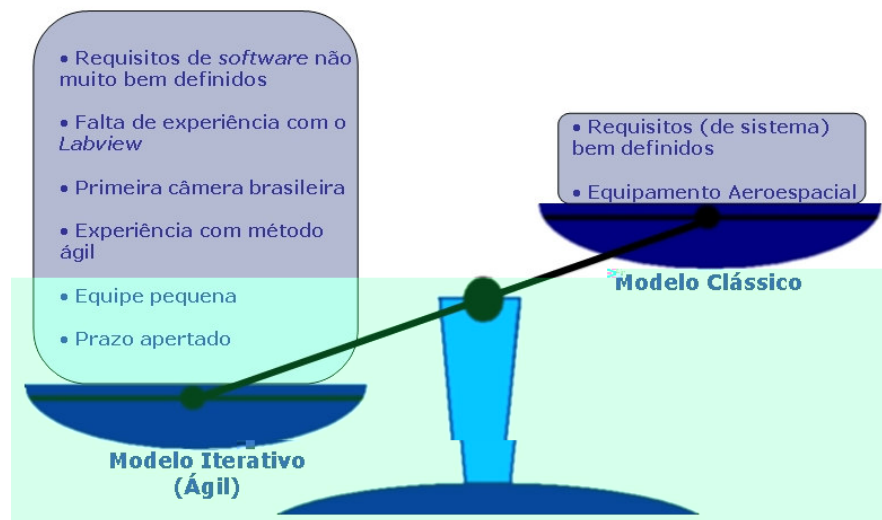 • Requisitos de software não
muito bem definidos
• Falta de experiência com o
Labview
• Primeira câmera brasileira
• Experiência com método
ágil
• Equipe pequena
• Prazo apertado
Modelo Iterativo
(Ágil)
• Requisitos (de sistema)
bem definidos
• Equipamento Aeroespacial
Modelo Clássico